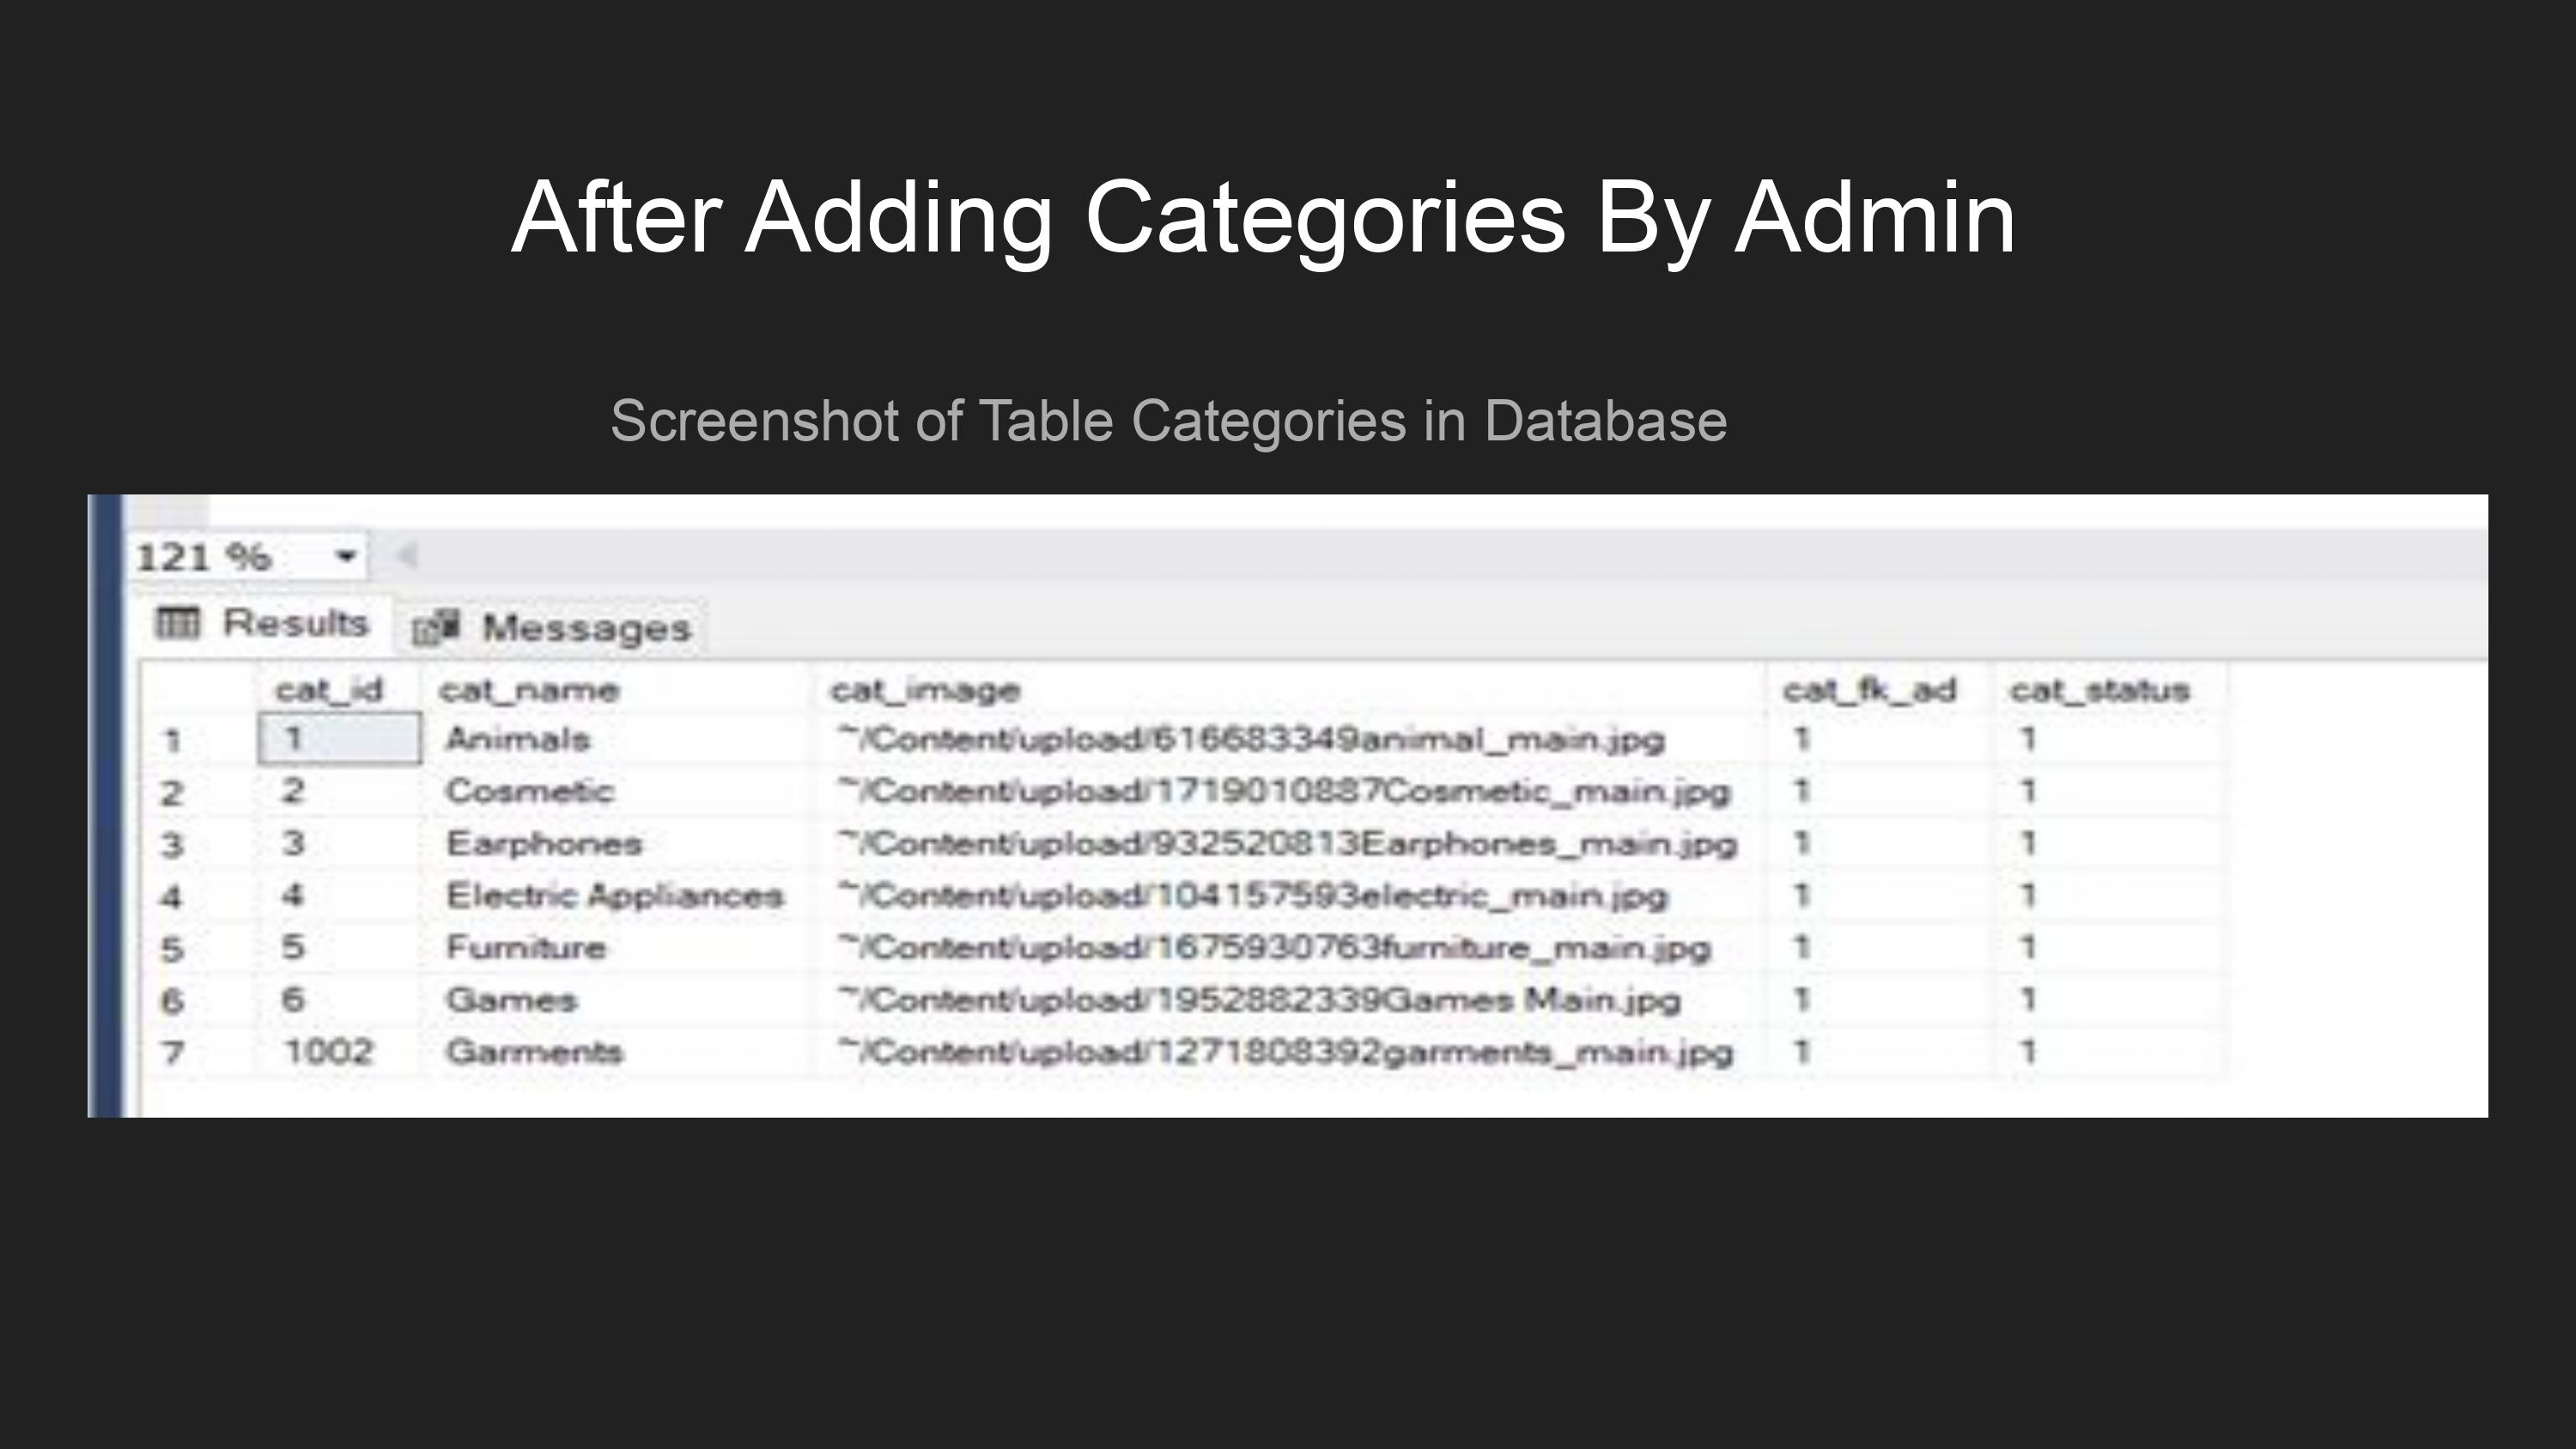 After Adding Categories By Admin
Screenshot of Table Categories in Database
121 %
Results Messages
cat_id cat_name cat_image cat_fk_ad cat_status
1 1 Animals ~/Content/upload/616683349animal_main.jpg 1 1
2 2 Cosmetic ~/Content/upload/1719010887Cosmetic_main.jpg 1 1
3 3 Earphones ~/Content/upload/932520813Earphones_main.jpg 1 1
4 4 Electric Appliances ~/Content/upload/104157593electric_main.jpg 1 1
5 5 Furniture ~/Content/upload/1675930763furniture_main.jpg 1 1
6 6 Games ~/Content/upload/1952882339Games Main.jpg 1 1
7 1002 Garments ~/Content/upload/1271808392garments_main.jpg 1 1